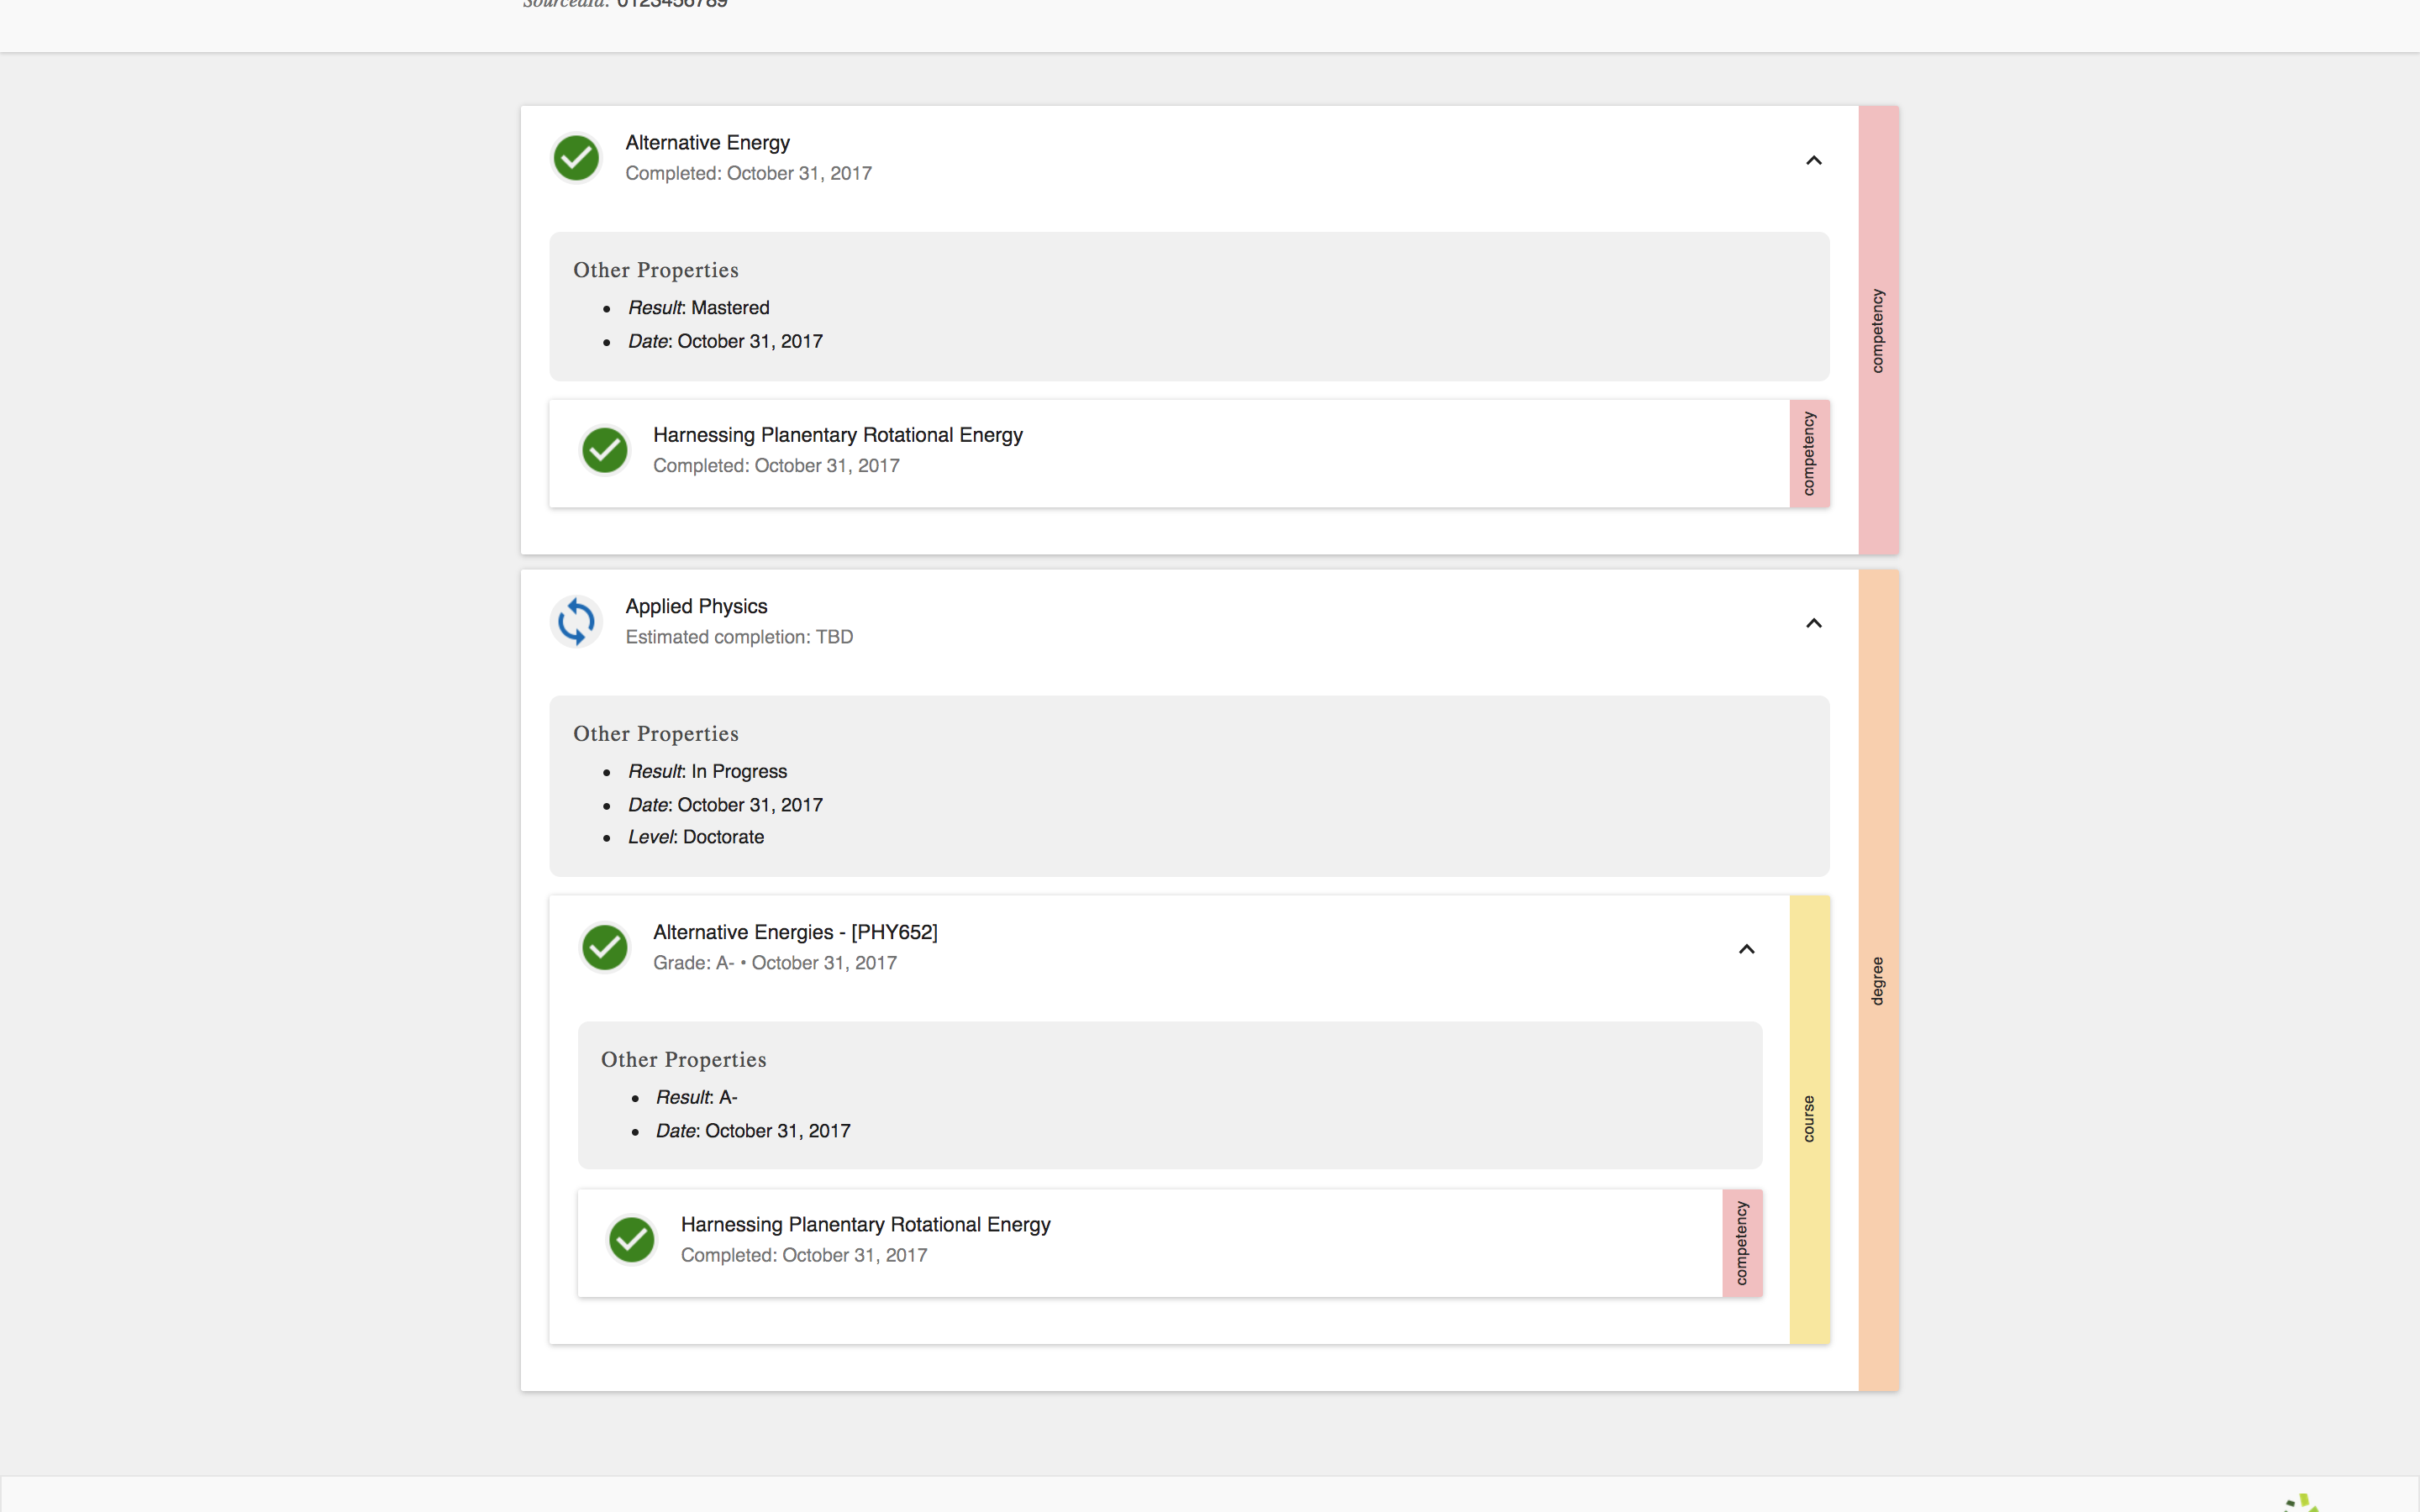 SourcedId: 0123456789
Alternative Energy
Completed: October 31, 2017
Other Properties
Result: Mastered
Date: October 31, 2017
Harnessing Planentary Rotational Energy
Completed: October 31, 2017
competency
competency
Applied Physics
Estimated completion: TBD
Other Properties
Result: In Progress
Date: October 31, 2017
Level: Doctorate
Alternative Energies - [PHY652]
Grade: A- • October 31, 2017
Other Properties
Result: A-
Date: October 31, 2017
Harnessing Planentary Rotational Energy
Completed: October 31, 2017
competency
course
degree